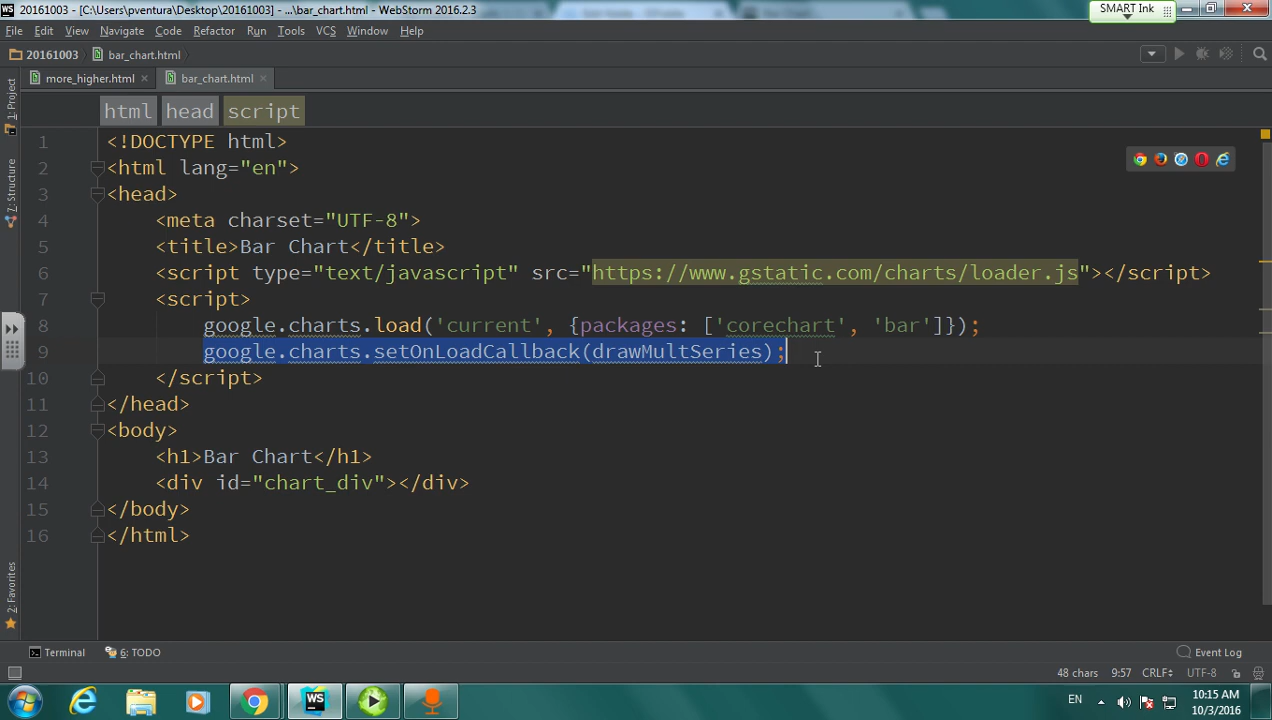 20161003 - [C:\Users\pventura\Desktop\20161003] - ...\bar_chart.html - WebStorm 2016.2.3
SMART Ink
File Edit View Navigate Code Refactor Run Tools VCS Window Help
20161003 bar_chart.html
more_higher.html bar_chart.html
1: Project
7: Structure
2: Favorites
html head script
1 <!DOCTYPE html>
2 <html lang="en">
3 <head>
4 <meta charset="UTF-8">
5 <title>Bar Chart</title>
6 <script type="text/javascript" src="https://www.gstatic.com/charts/loader.js"></script>
7 <script>
8 google.charts.load('current', {packages: ['corechart', 'bar']});
9 google.charts.setOnLoadCallback(drawMultSeries);
10 </script>
11 </head>
12 <body>
13 <h1>Bar Chart</h1>
14 <div id="chart_div"></div>
15 </body>
16 </html>
Terminal 6: TODO Event Log
48 chars 9:57 CRLF UTF-8
WS EN 10:15 AM
10/3/2016